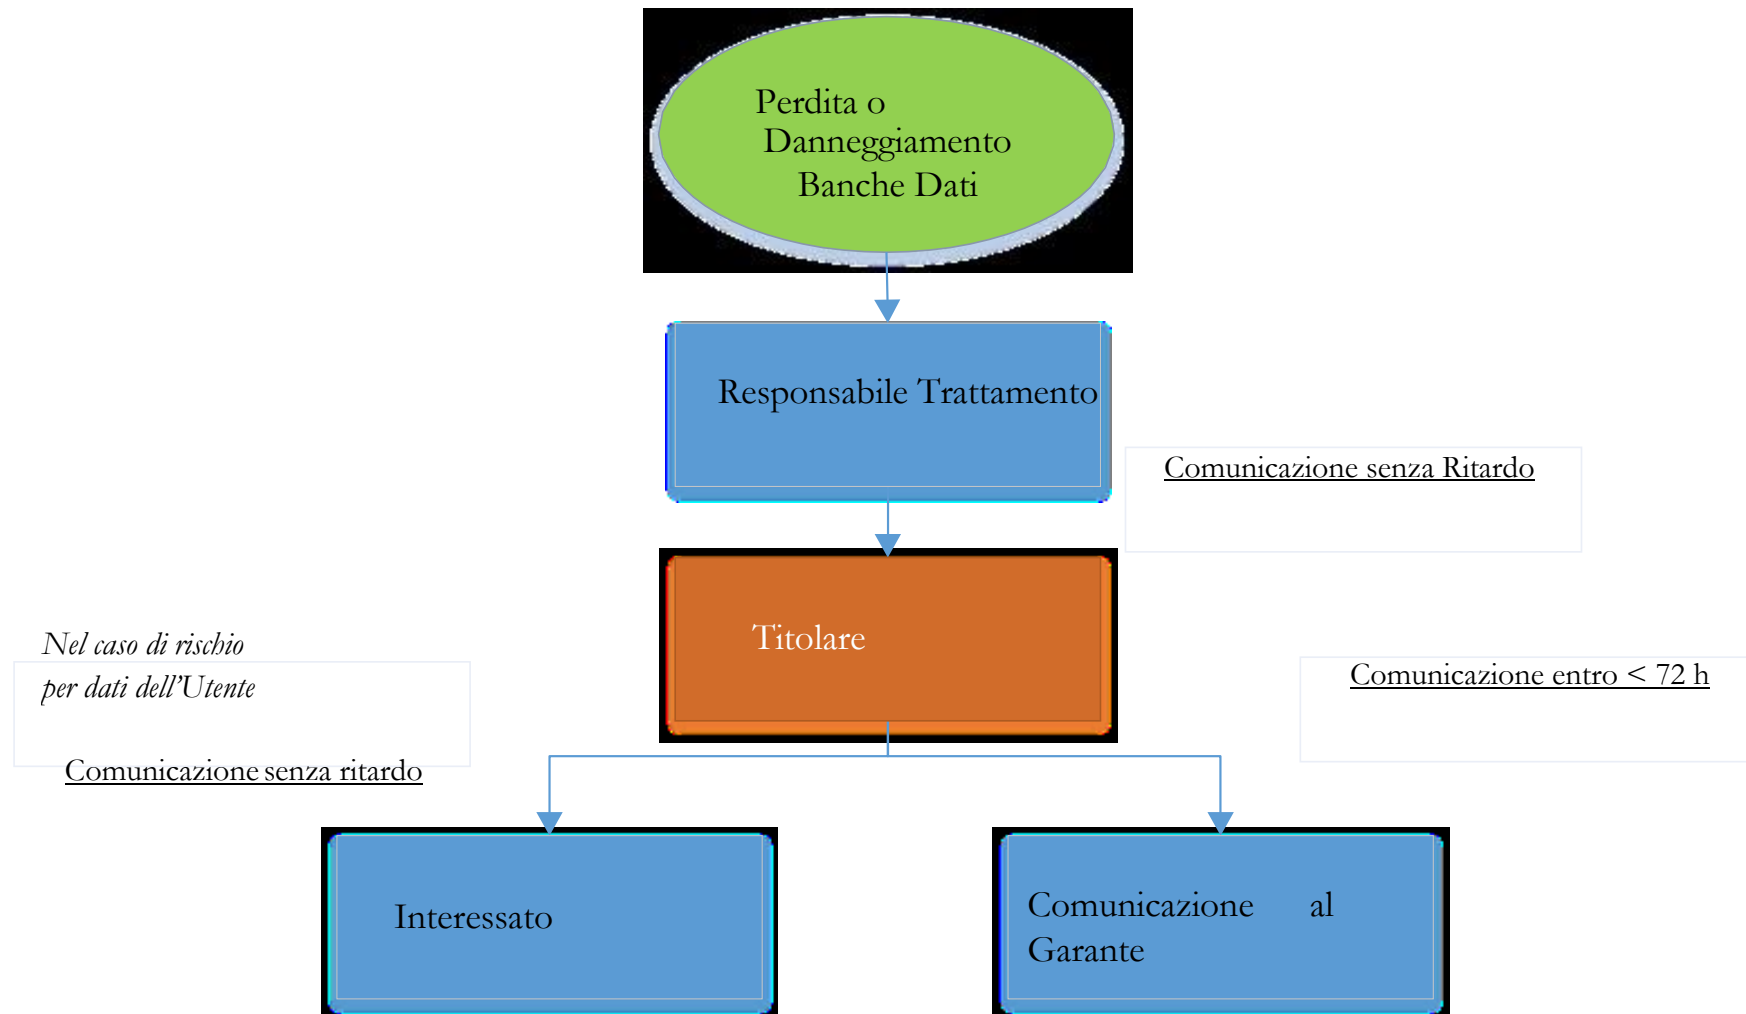 Perdita o
Danneggiamento
Banche Dati
Responsabile Trattamento
Comunicazione senza Ritardo
Titolare
Nel caso di rischio
per dati dell’Utente
Comunicazione senza ritardo
Comunicazione entro < 72 h
Interessato
Comunicazione al
Garante